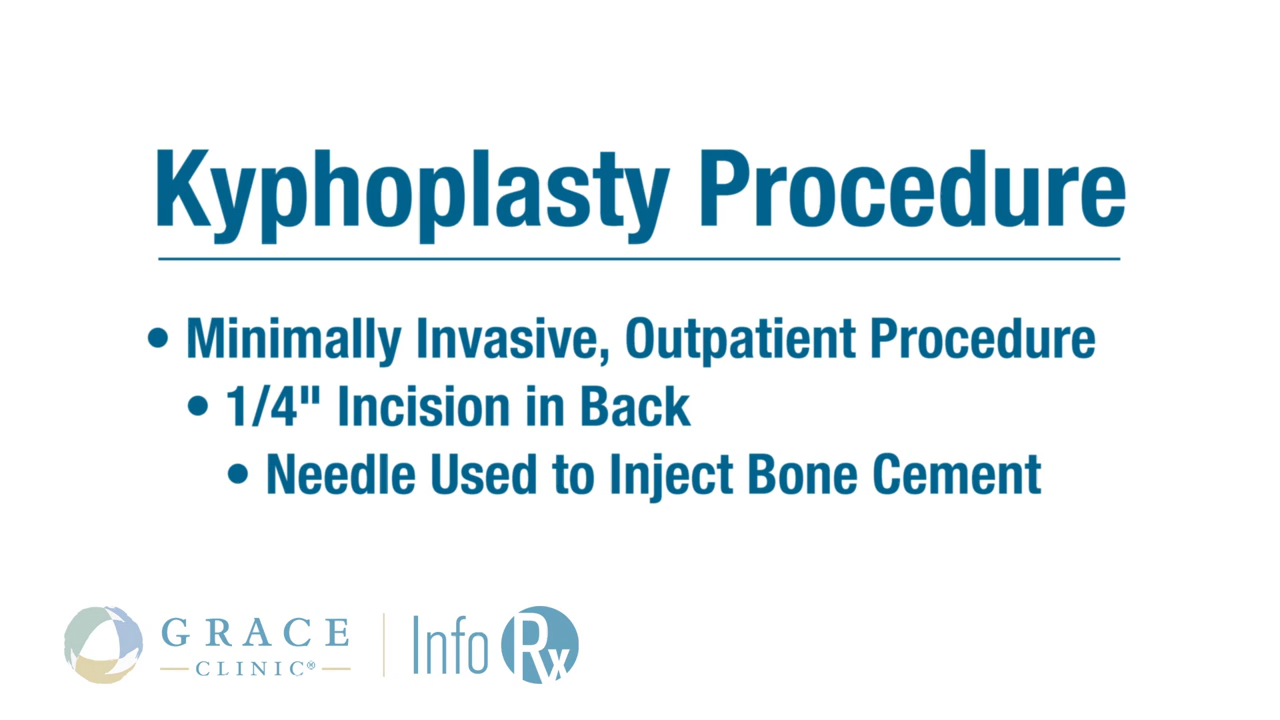 Kyphoplasty Procedure
• Minimally Invasive, Outpatient Procedure
• 1/4" Incision in Back
• Needle Used to Inject Bone Cement
GRACE
CLINIC®
Info Rx